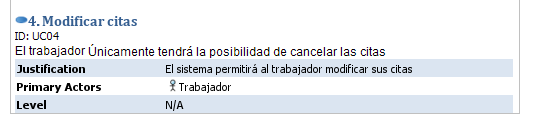 4. Modificar citas
ID: UC04
El trabajador Únicamente tendrá la posibilidad de cancelar las citas
Justification El sistema permitirá al trabajador modificar sus citas
Primary Actors Trabajador
Level N/A